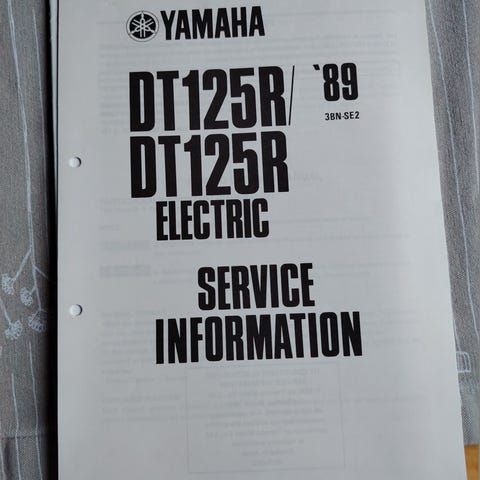 YAMAHA
DT125R/ '89
3BN-SE2
DT125R
ELECTRIC
SERVICE
INFORMATION